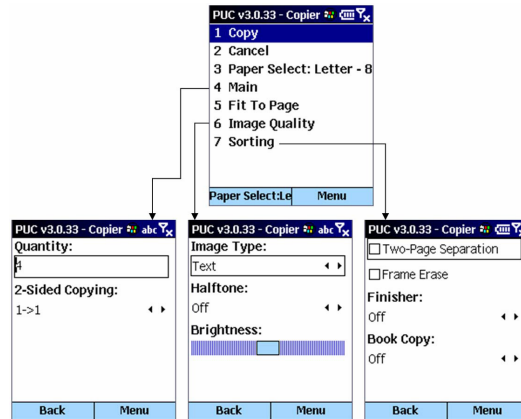 PUC v3.0.33 - Copier
1 Copy
2 Cancel
3 Paper Select: Letter - 8
4 Main
5 Fit To Page
6 Image Quality
7 Sorting
Paper Select:Le Menu
PUC v3.0.33 - Copier abc
Quantity:
4
2-Sided Copying:
1->1
Back Menu
PUC v3.0.33 - Copier abc
Image Type:
Text
Halftone:
Off
Brightness:
Back Menu
PUC v3.0.33 - Copier
Two-Page Separation
Frame Erase
Finisher:
Off
Book Copy:
Off
Back Menu